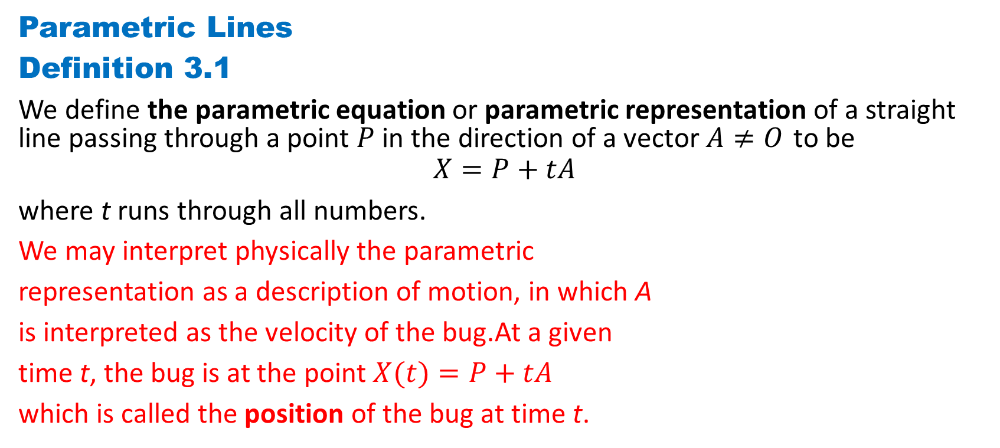 Parametric Lines
Definition 3.1
We define the parametric equation or parametric representation of a straight
line passing through a point P in the direction of a vector A ≠ O to be
X = P + tA
where t runs through all numbers.
We may interpret physically the parametric
representation as a description of motion, in which A
is interpreted as the velocity of the bug.At a given
time t, the bug is at the point X(t) = P + tA
which is called the position of the bug at time t.